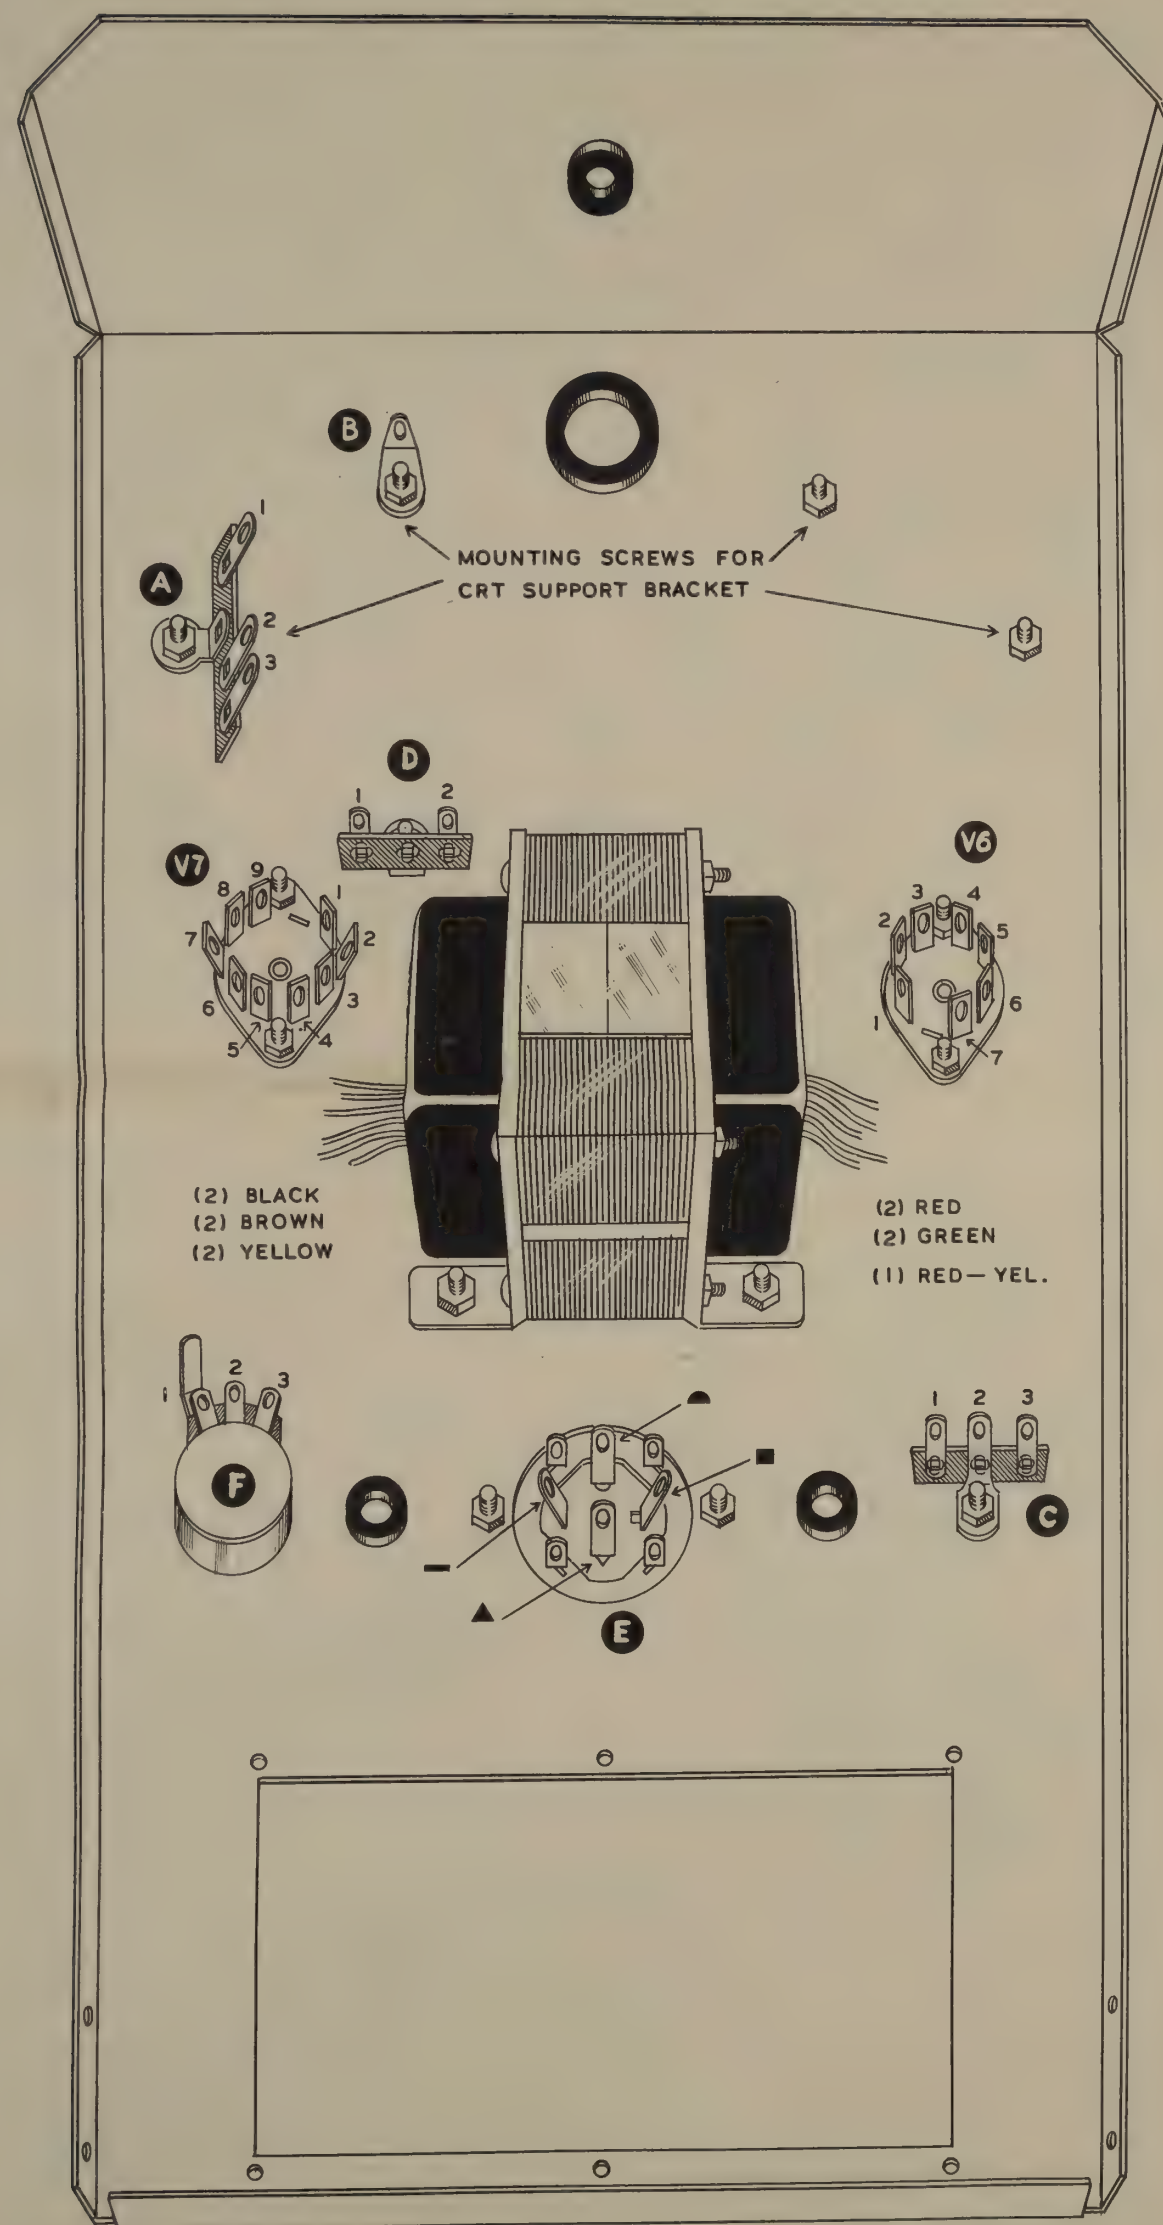 B
1
MOUNTING SCREWS FOR
CRT SUPPORT BRACKET
A
2
3
D
1 2
V7
V6
9
8
1
7
2
6
3
5
4
3 4
2
5
1
6
7
(2) BLACK
(2) BROWN
(2) YELLOW
(2) RED
(2) GREEN
(1) RED-YEL.
1 2 3
F
1 2 3
C
E